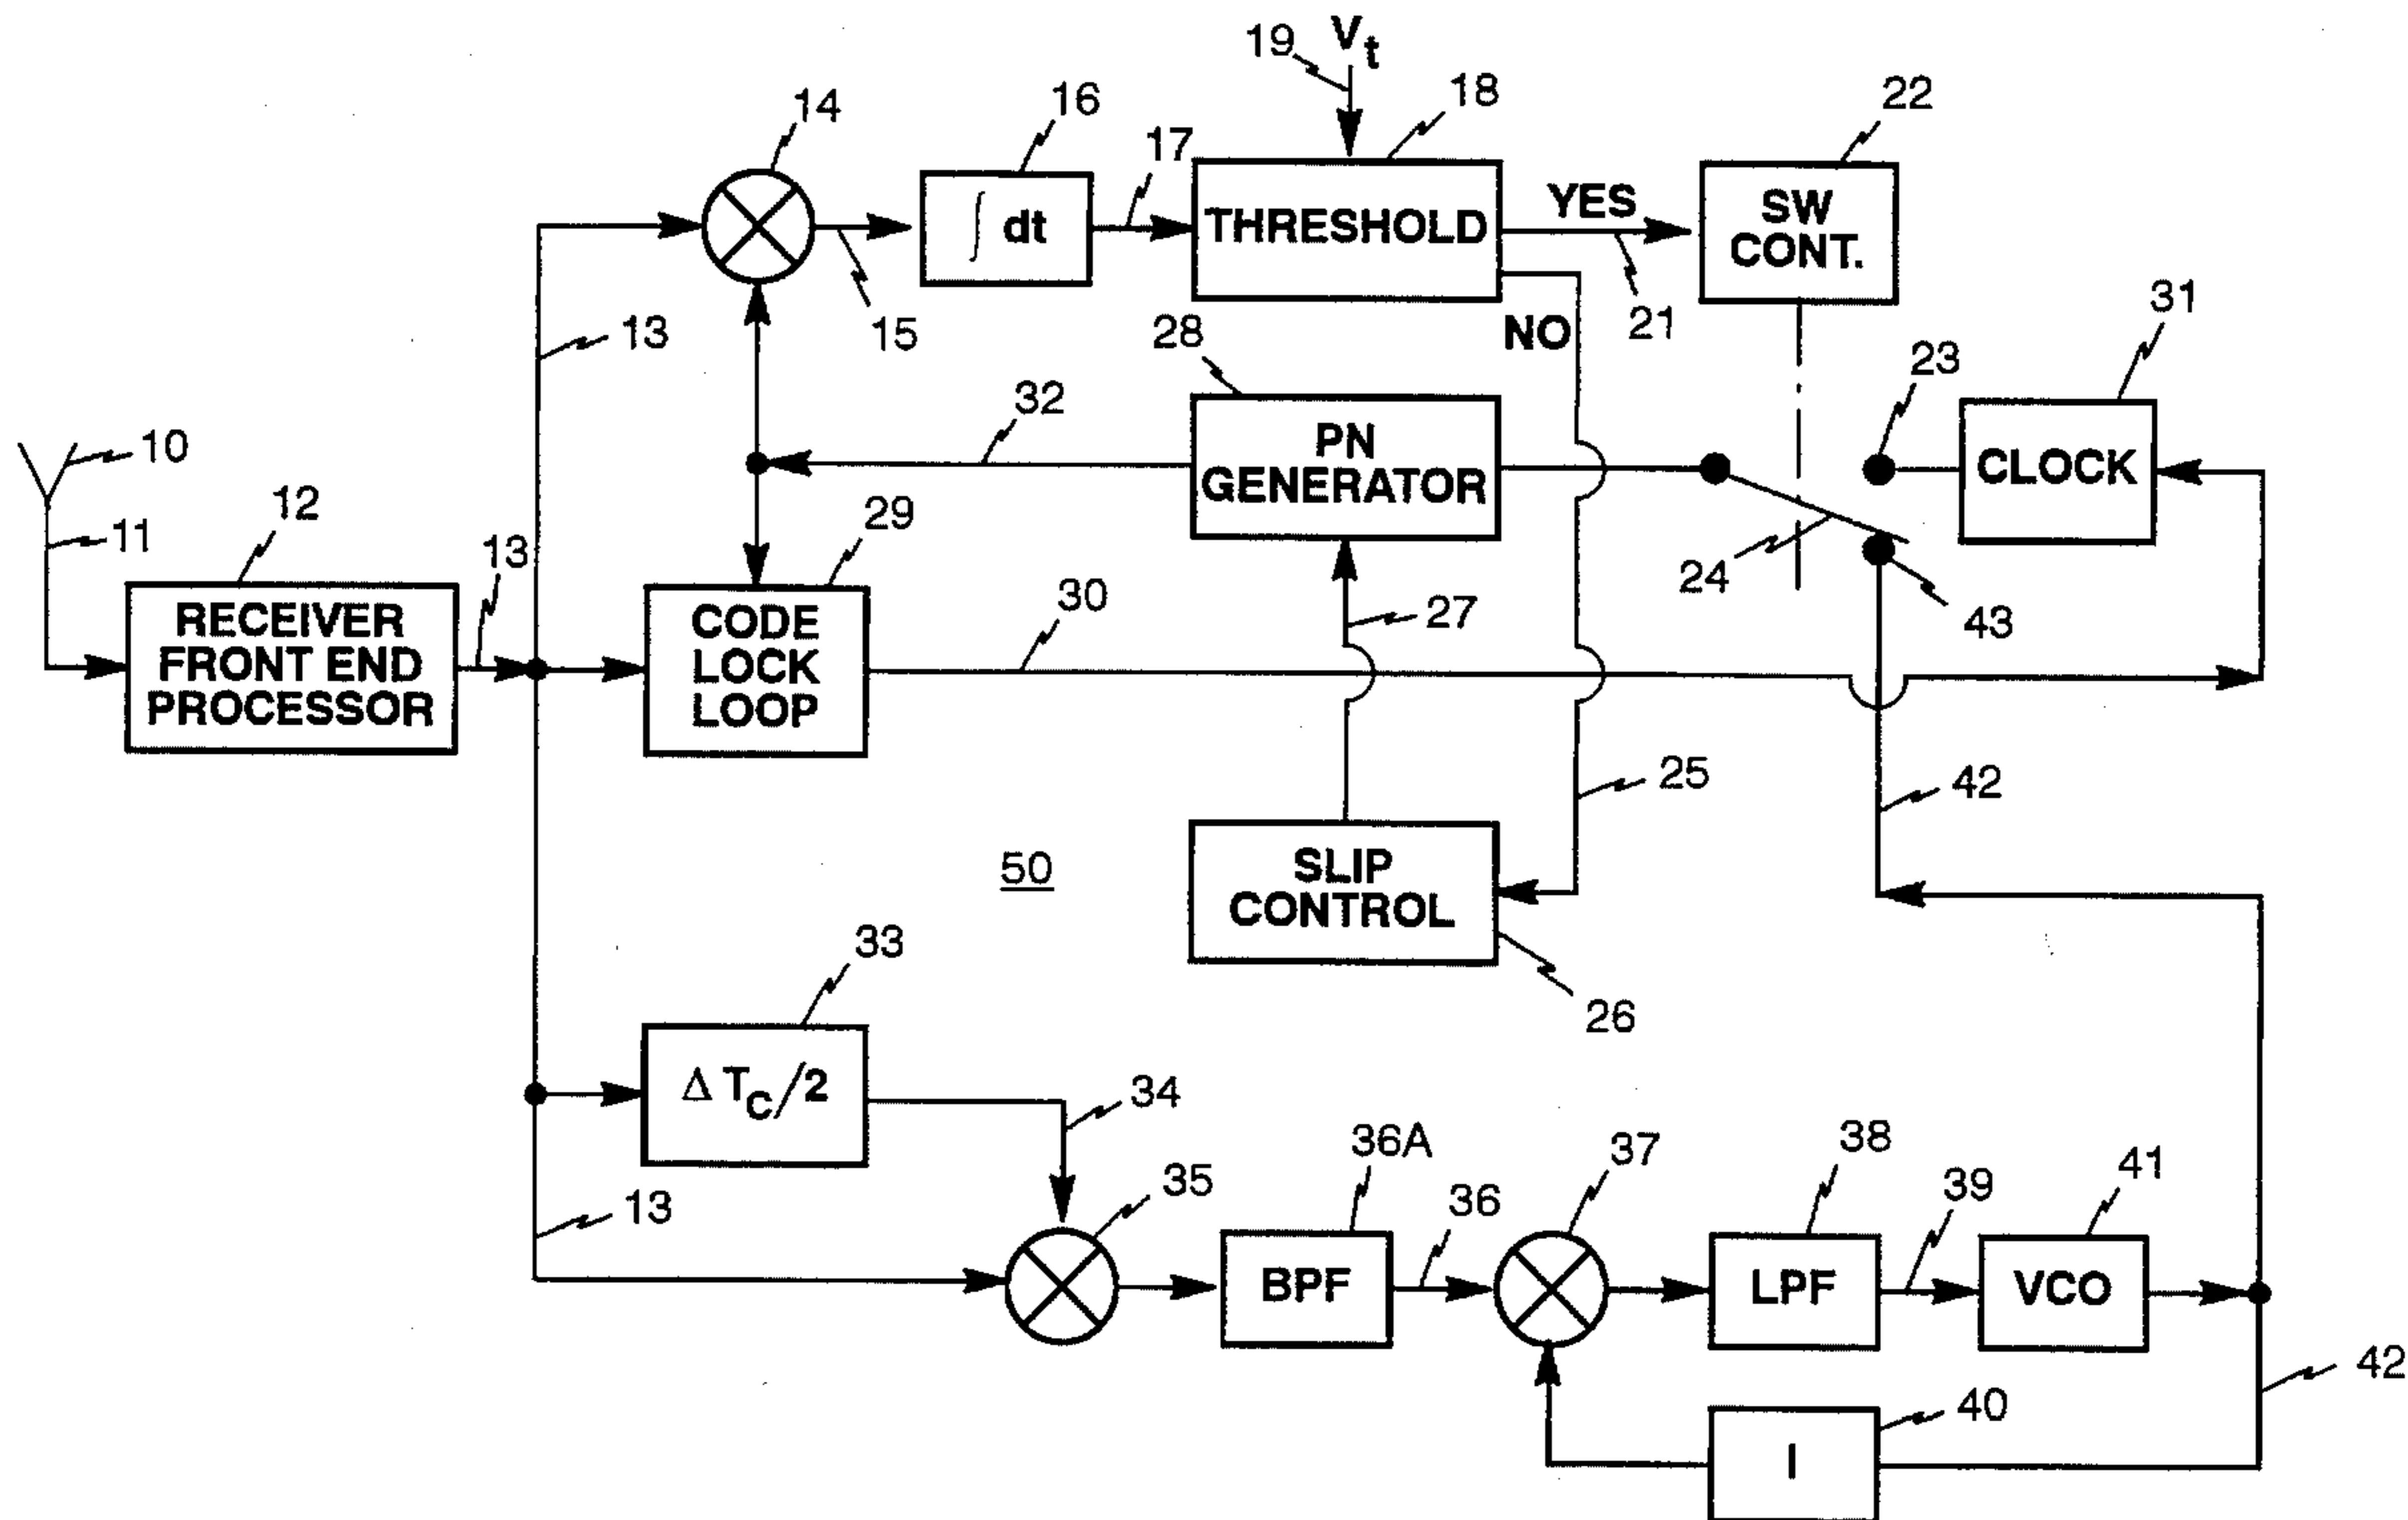 19
Vt
18
22
14
16
17
∫ dt
THRESHOLD
YES
SW
CONT.
15
21
31
13
28
NO
23
32
10
PN
GENERATOR
CLOCK
12
29
11
13
24
43
RECEIVER
FRONT END
PROCESSOR
CODE
LOCK
LOOP
30
27
25
42
50
SLIP
CONTROL
33
26
Δ TC/2
34
36A
37
38
41
13
35
36
39
BPF
LPF
VCO
42
40
I